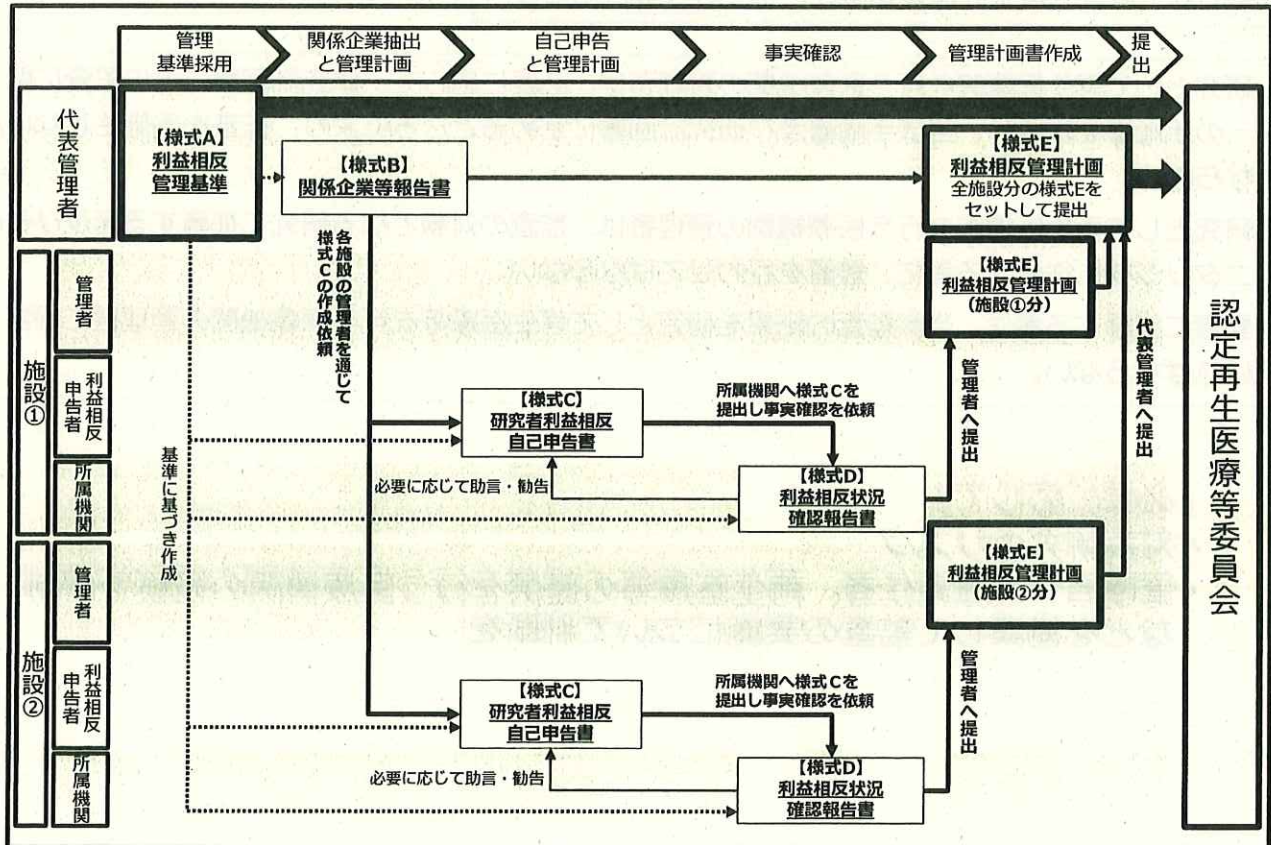 管理
基準採用
関係企業抽出
と管理計画
自己申告
と管理計画
事実確認
管理計画書作成
提出
代表管理者
【様式A】
利益相反
管理基準
【様式B】
関係企業等報告書
【様式E】
利益相反管理計画
全施設分の様式Eを
セットして提出
認定再生医療等委員会
各施設の管理者を通じて
様式Cの作成依頼
基準に基づき作成
施設①
管理者
利益相反
申告者
所属機関
【様式E】
利益相反管理計画
(施設①分)
代表管理者へ提出
管理者へ提出
【様式C】
研究者利益相反
自己申告書
所属機関へ様式Cを
提出し事実確認を依頼
必要に応じて助言・勧告
【様式D】
利益相反状況
確認報告書
施設②
管理者
利益相反
申告者
所属機関
【様式E】
利益相反管理計画
(施設②分)
管理者へ提出
【様式C】
研究者利益相反
自己申告書
所属機関へ様式Cを
提出し事実確認を依頼
必要に応じて助言・勧告
【様式D】
利益相反状況
確認報告書